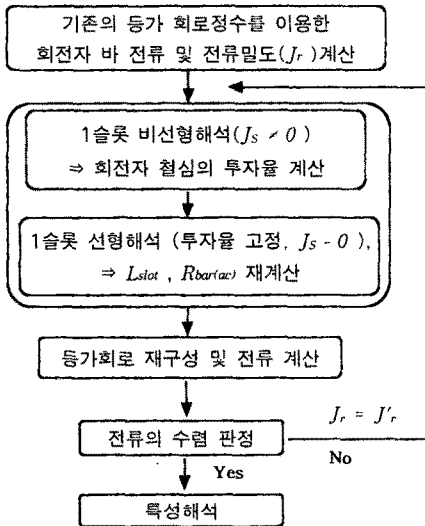 기존의 등가 회로정수를 이용한
회전자 바 전류 및 전류밀도(Jr)계산
1슬롯 비선형해석(JS ≠ 0 )
⇒ 회전자 철심의 투자율 계산
1슬롯 선형해석 (투자율 고정, JS - 0 ),
⇒ Lslot , Rbar(ac) 재계산
등가회로 재구성 및 전류 계산
전류의 수렴 판정
Jr = J'r
No
Yes
특성해석